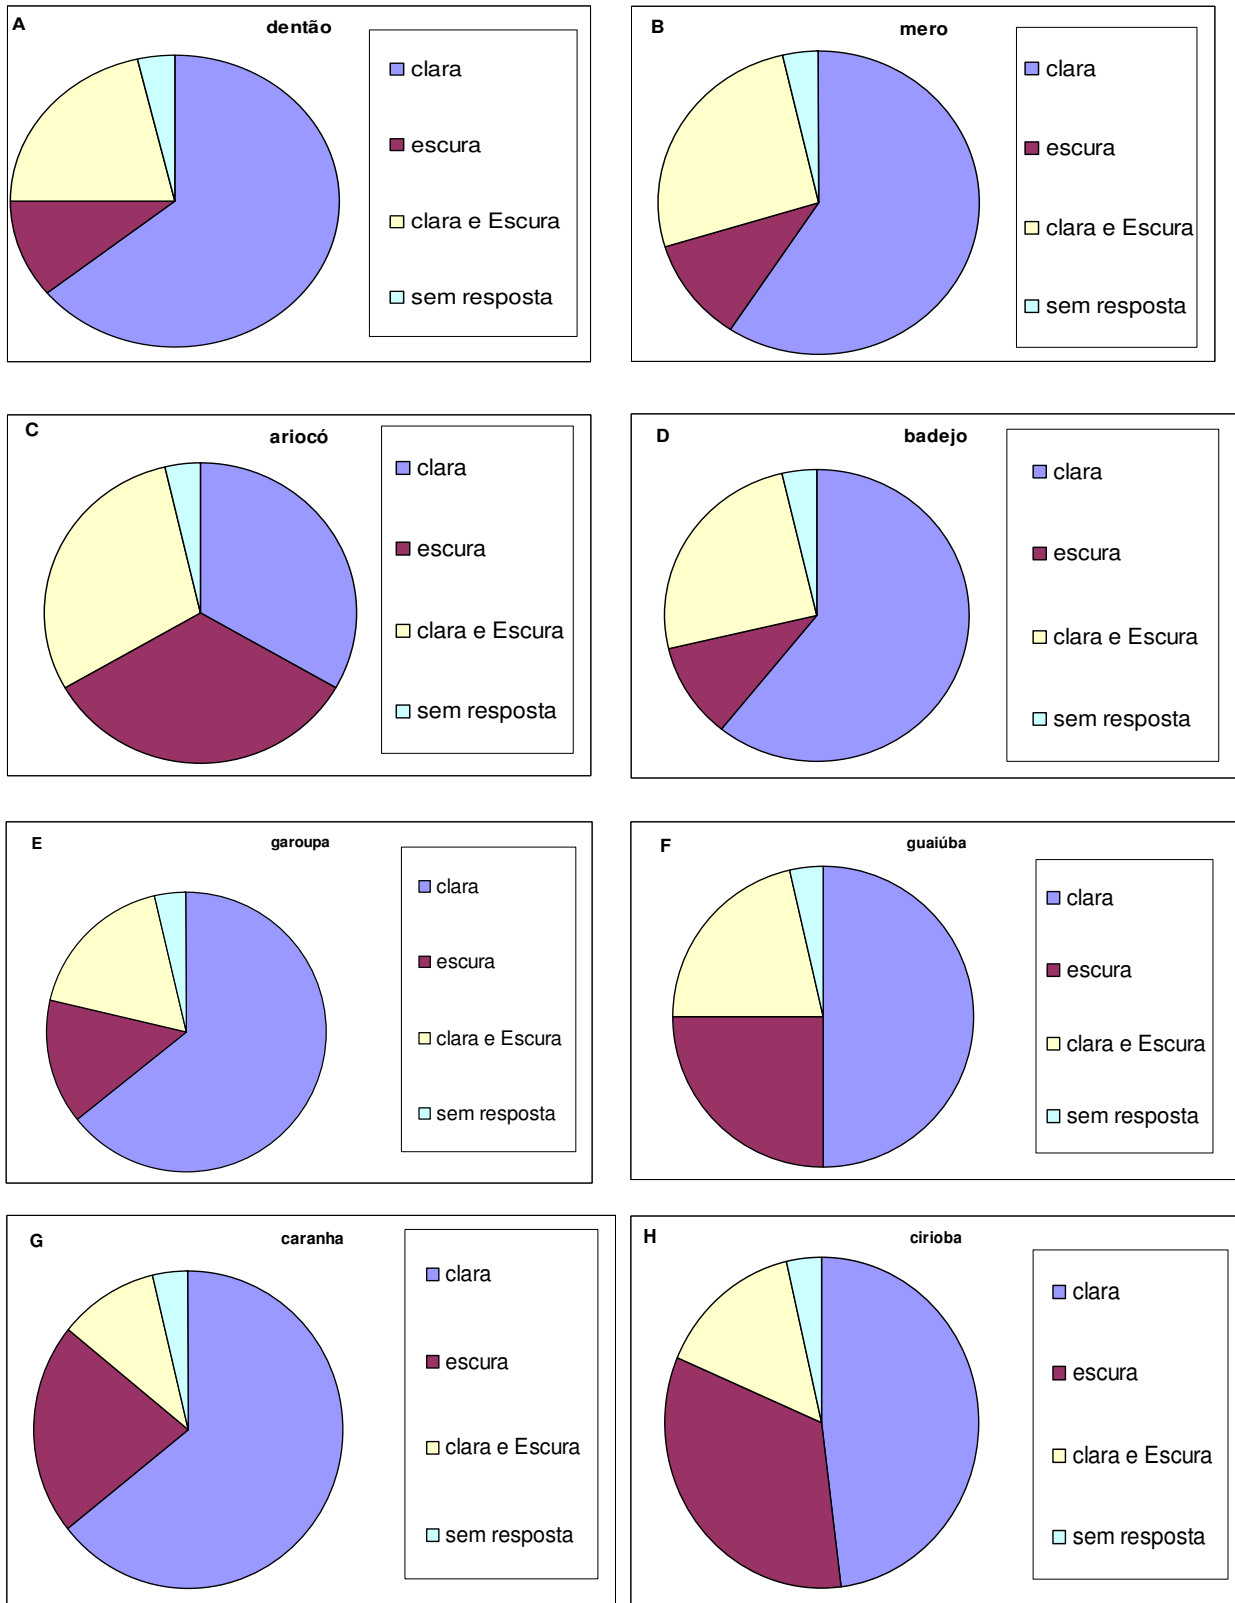 A
dentão
clara
escura
clara e Escura
sem resposta
B
mero
clara
escura
clara e Escura
sem resposta
C
ariocó
clara
escura
clara e Escura
sem resposta
D
badejo
clara
escura
clara e Escura
sem resposta
E
garoupa
clara
escura
clara e Escura
sem resposta
F
guaiúba
clara
escura
clara e Escura
sem resposta
G
caranha
clara
escura
clara e Escura
sem resposta
H
cirioba
clara
escura
clara e Escura
sem resposta